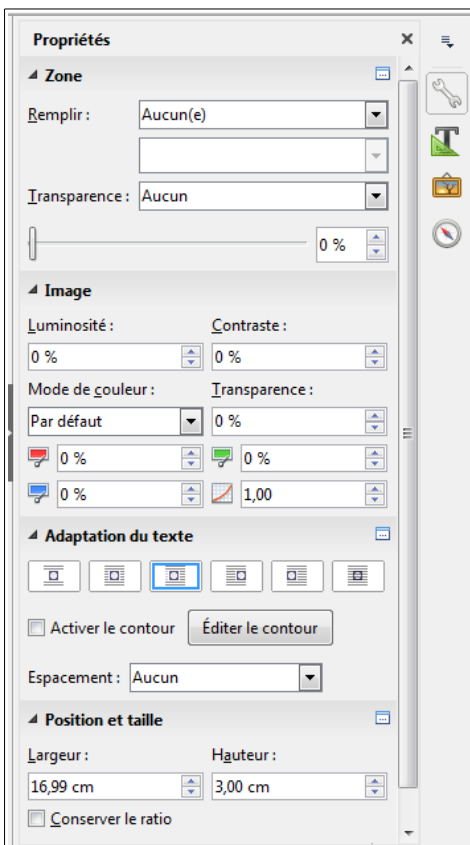 Propriétés
Zone
Remplir : Aucun(e)
Transparence : Aucun
0 %
Image
Luminosité : Contraste :
0 % 0 %
Mode de couleur : Transparence :
Par défaut 0 %
0 % 0 %
0 % 1,00
Adaptation du texte
Activer le contour Éditer le contour
Espacement : Aucun
Position et taille
Largeur : Hauteur :
16,99 cm 3,00 cm
Conserver le ratio